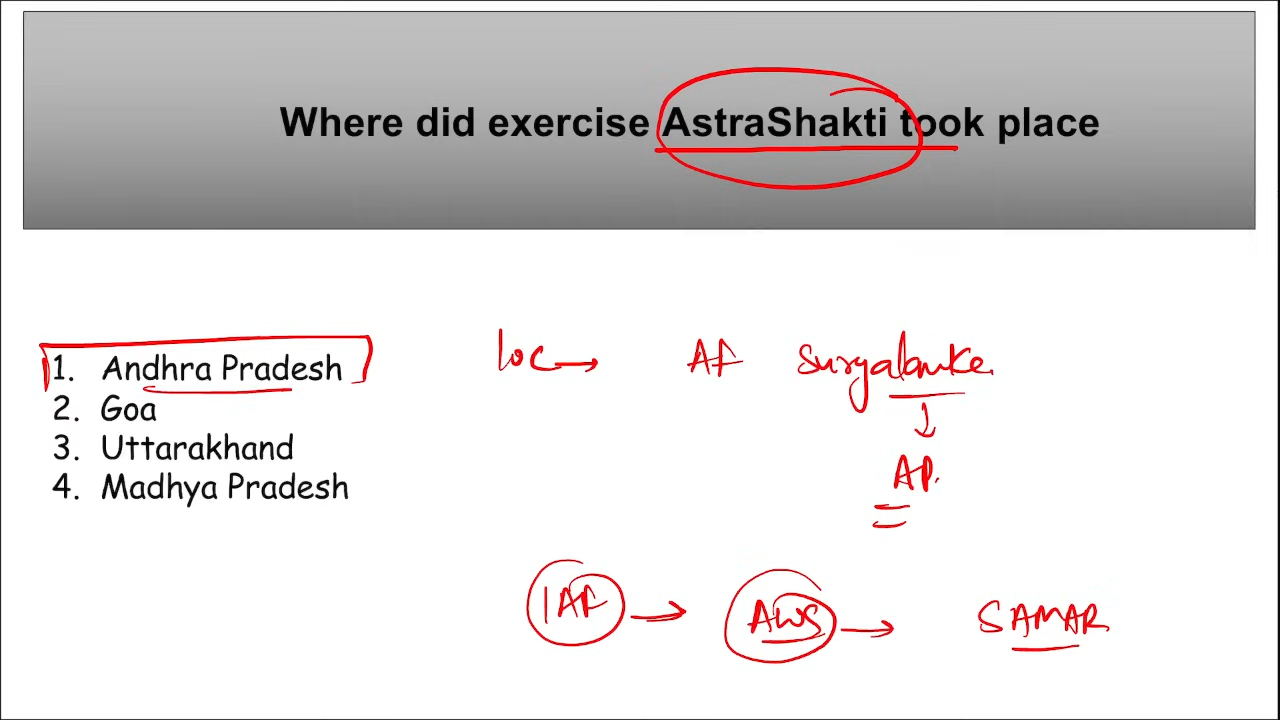 Where did exercise AstraShakti took place
1. Andhra Pradesh
2. Goa
3. Uttarakhand
4. Madhya Pradesh
loc → AF Suryalanke
↓
AP.
IAF → AWS → SAMAR